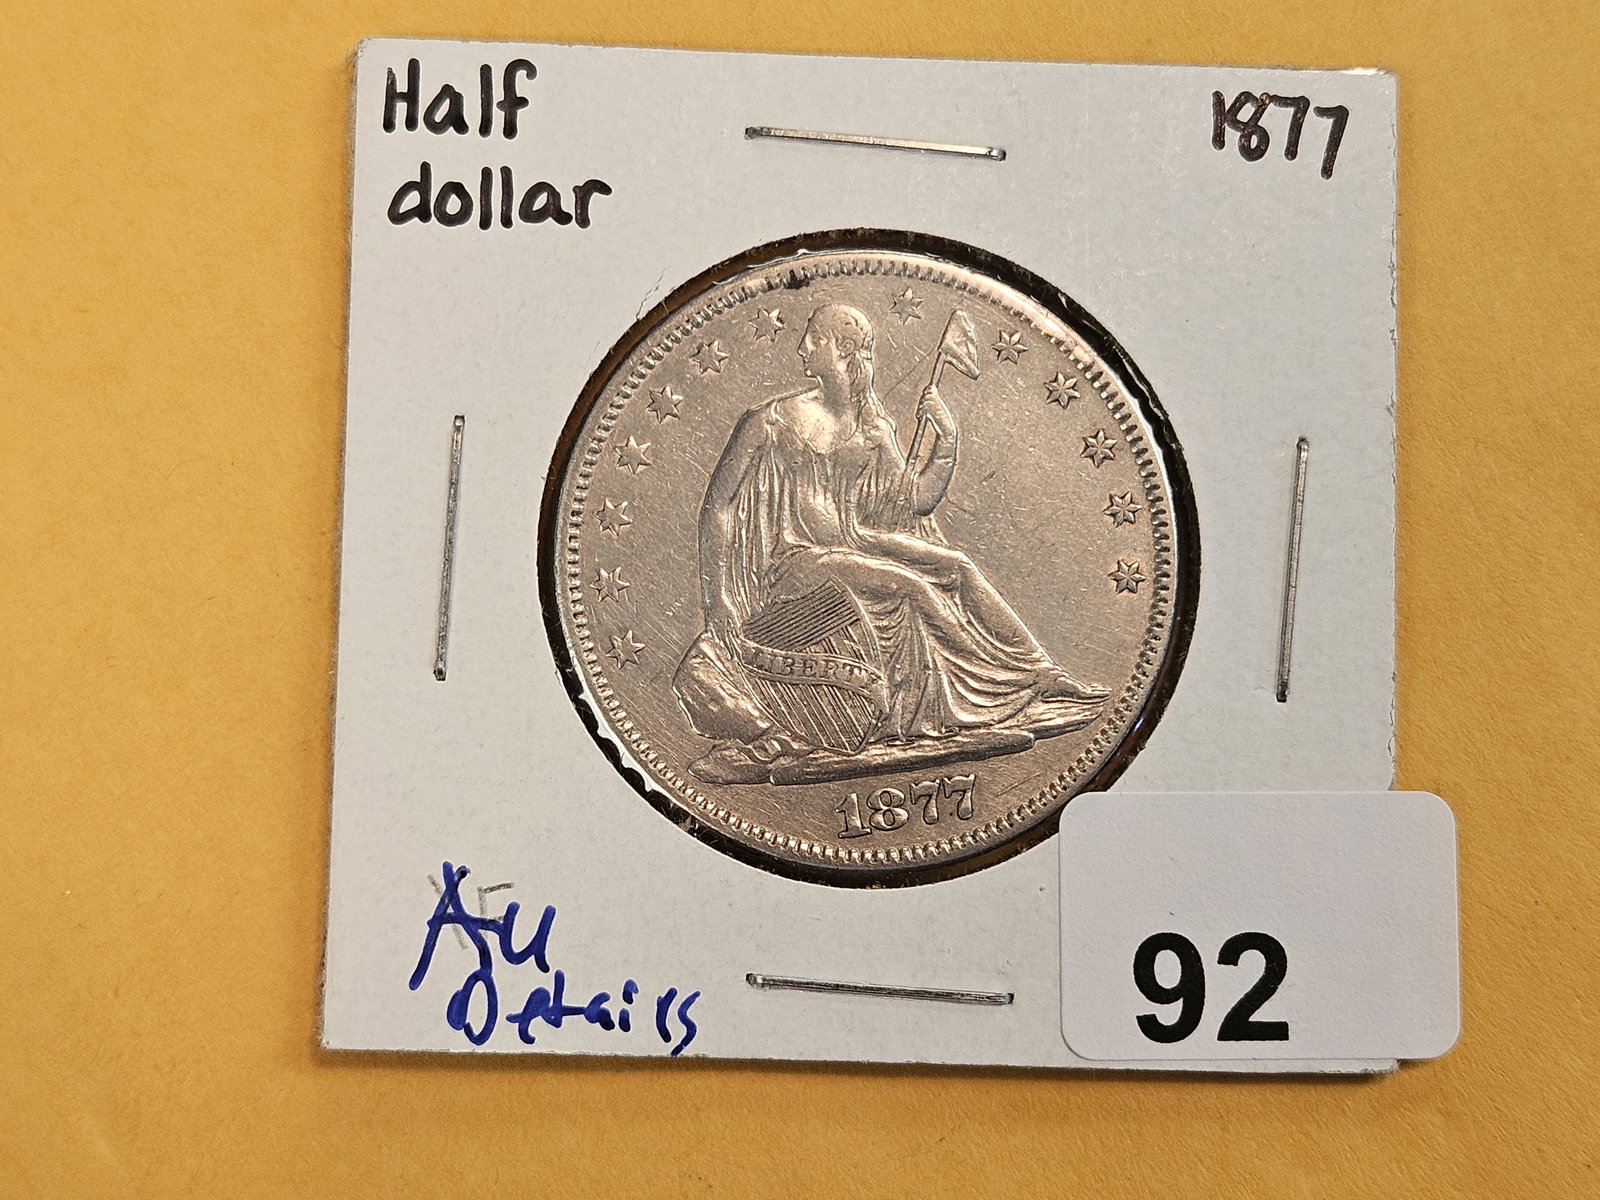 Half
dollar
1877
LIBERTY
1877
AU
Details
92